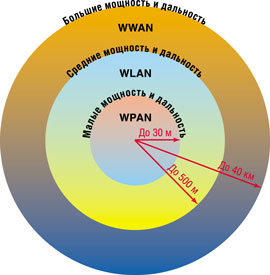 Большие мощность и дальность
WWAN
Средние мощность и дальность
WLAN
Малые мощность и дальность
WPAN
До 30 м
До 40 км
До 500 м